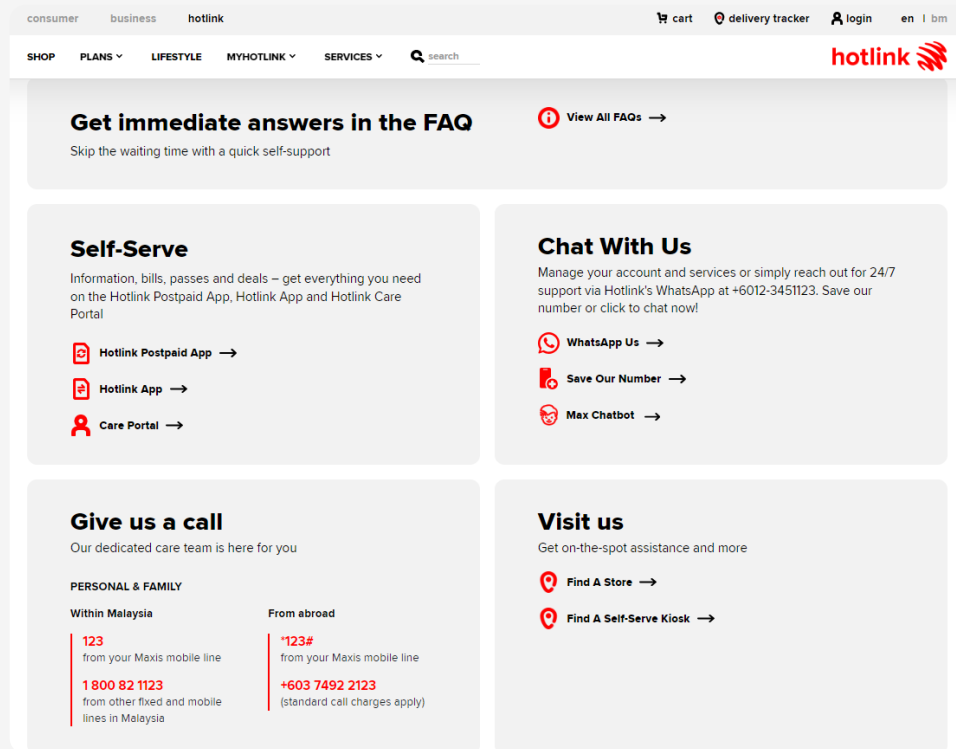 consumer business hotlink cart delivery tracker login en | bm
SHOP PLANS LIFESTYLE MYHOTLINK SERVICES search hotlink
Get immediate answers in the FAQ
Skip the waiting time with a quick self-support
View All FAQs
Self-Serve
Information, bills, passes and deals – get everything you need
on the Hotlink Postpaid App, Hotlink App and Hotlink Care
Portal
Hotlink Postpaid App
Hotlink App
Care Portal
Chat With Us
Manage your account and services or simply reach out for 24/7
support via Hotlink's WhatsApp at +6012-3451123. Save our
number or click to chat now!
WhatsApp Us
Save Our Number
Max Chatbot
Give us a call
Our dedicated care team is here for you
PERSONAL & FAMILY
Within Malaysia
123
from your Maxis mobile line
1 800 82 1123
from other fixed and mobile
lines in Malaysia
From abroad
*123#
from your Maxis mobile line
+603 7492 2123
(standard call charges apply)
Visit us
Get on-the-spot assistance and more
Find A Store
Find A Self-Serve Kiosk